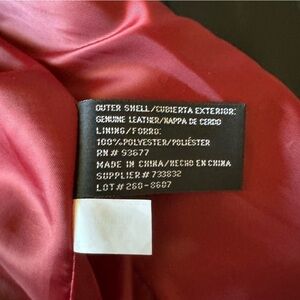 OUTER SHELL/CUBIERTA EXTERIOR:
GENUINE LEATHER/NAPPA DE CERDO
LINING/FORRO:
100% POLYESTER/POLIÉSTER
RN # 93677
MADE IN CHINA/HECHO EN CHINA
SUPPLIER # 733832
LOT # 260-8607